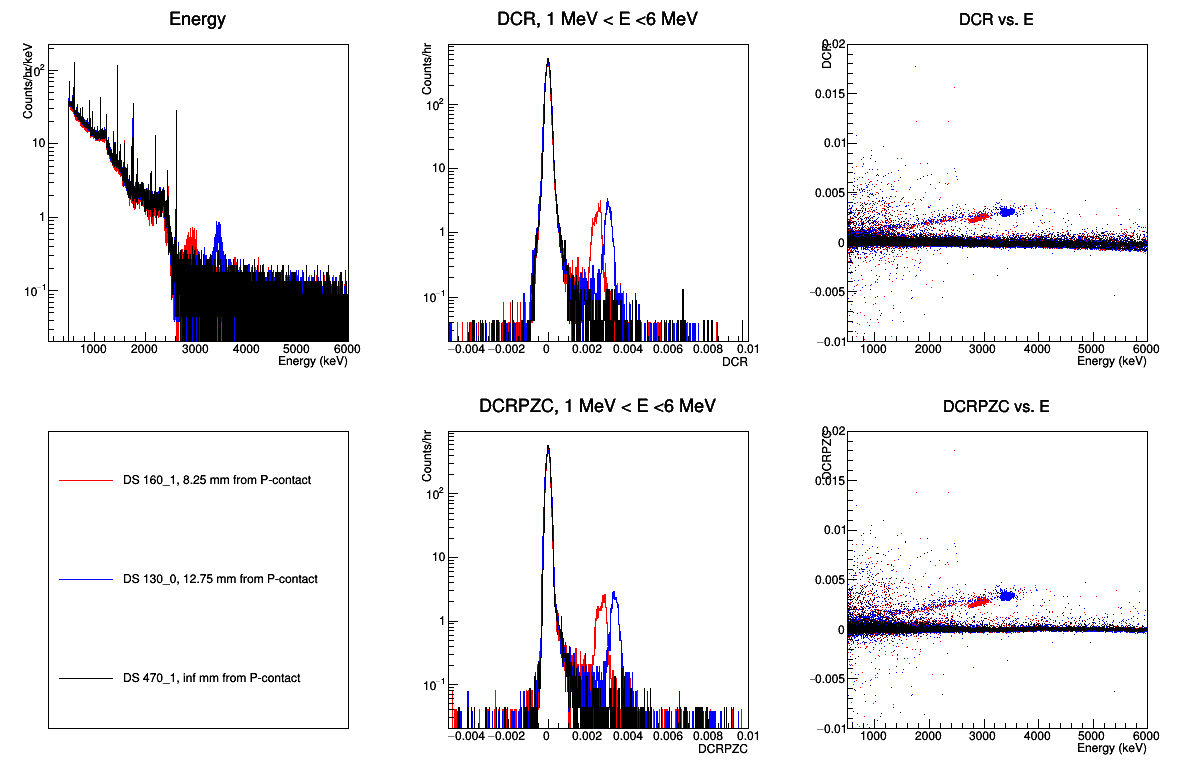 Energy
Counts/hr/keV
10²
10
1
10⁻¹
1000 2000 3000 4000 5000 6000
Energy (keV)
DCR, 1 MeV < E <6 MeV
Counts/hr
10²
10
1
10⁻¹
−0.004 −0.002 0 0.002 0.004 0.006 0.008 0.01
DCR
DCR vs. E
DCR
0.02
0.015
0.01
0.005
0
−0.005
−0.01
1000 2000 3000 4000 5000 6000
Energy (keV)
DS 160_1, 8.25 mm from P-contact
DS 130_0, 12.75 mm from P-contact
DS 470_1, inf mm from P-contact
DCRPZC, 1 MeV < E <6 MeV
Counts/hr
10²
10
1
10⁻¹
−0.004 −0.002 0 0.002 0.004 0.006 0.008 0.01
DCRPZC
DCRPZC vs. E
DCRPZC
0.02
0.015
0.01
0.005
0
−0.005
−0.01
1000 2000 3000 4000 5000 6000
Energy (keV)